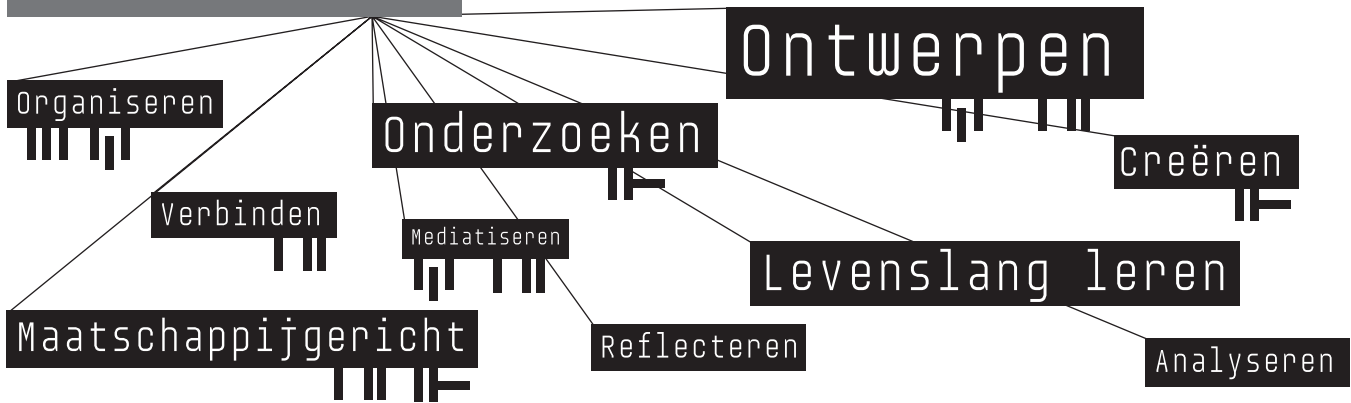 Ontwerpen
Organiseren
Onderzoeken
Creëren
Verbinden
Mediatiseren
Levenslang leren
Maatschappijgericht
Reflecteren
Analyseren